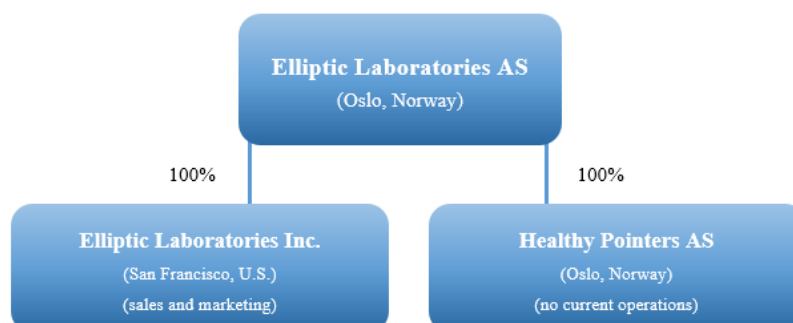 Elliptic Laboratories AS
(Oslo, Norway)
100%
100%
Elliptic Laboratories Inc.
(San Francisco, U.S.)
(sales and marketing)
Healthy Pointers AS
(Oslo, Norway)
(no current operations)